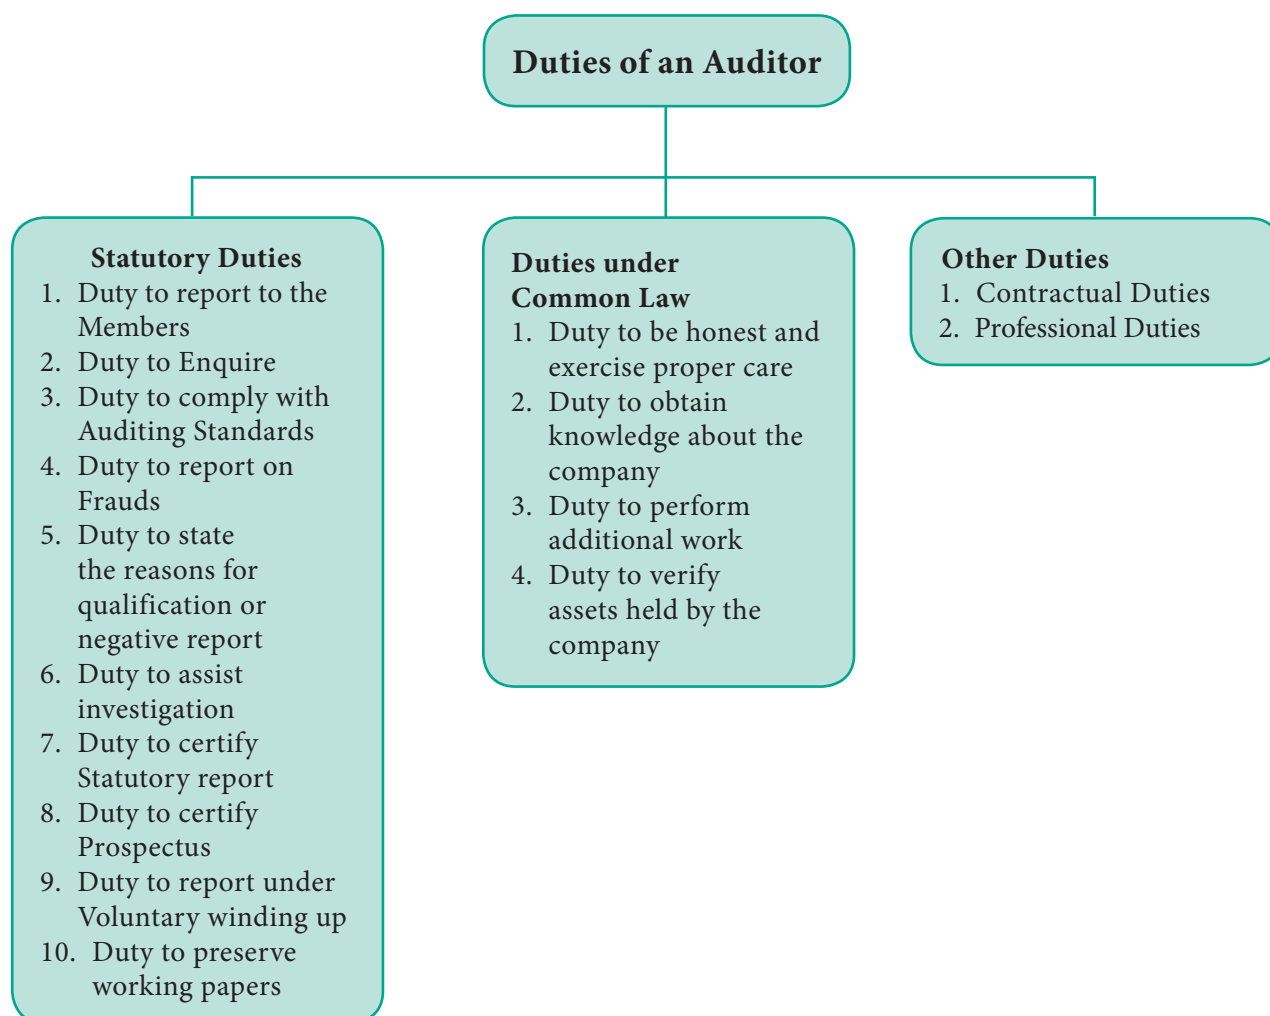 Duties of an Auditor
Statutory Duties
1. Duty to report to the
Members
2. Duty to Enquire
3. Duty to comply with
Auditing Standards
4. Duty to report on
Frauds
5. Duty to state
the reasons for
qualification or
negative report
6. Duty to assist
investigation
7. Duty to certify
Statutory report
8. Duty to certify
Prospectus
9. Duty to report under
Voluntary winding up
10. Duty to preserve
working papers
Duties under
Common Law
1. Duty to be honest and
exercise proper care
2. Duty to obtain
knowledge about the
company
3. Duty to perform
additional work
4. Duty to verify
assets held by the
company
Other Duties
1. Contractual Duties
2. Professional Duties